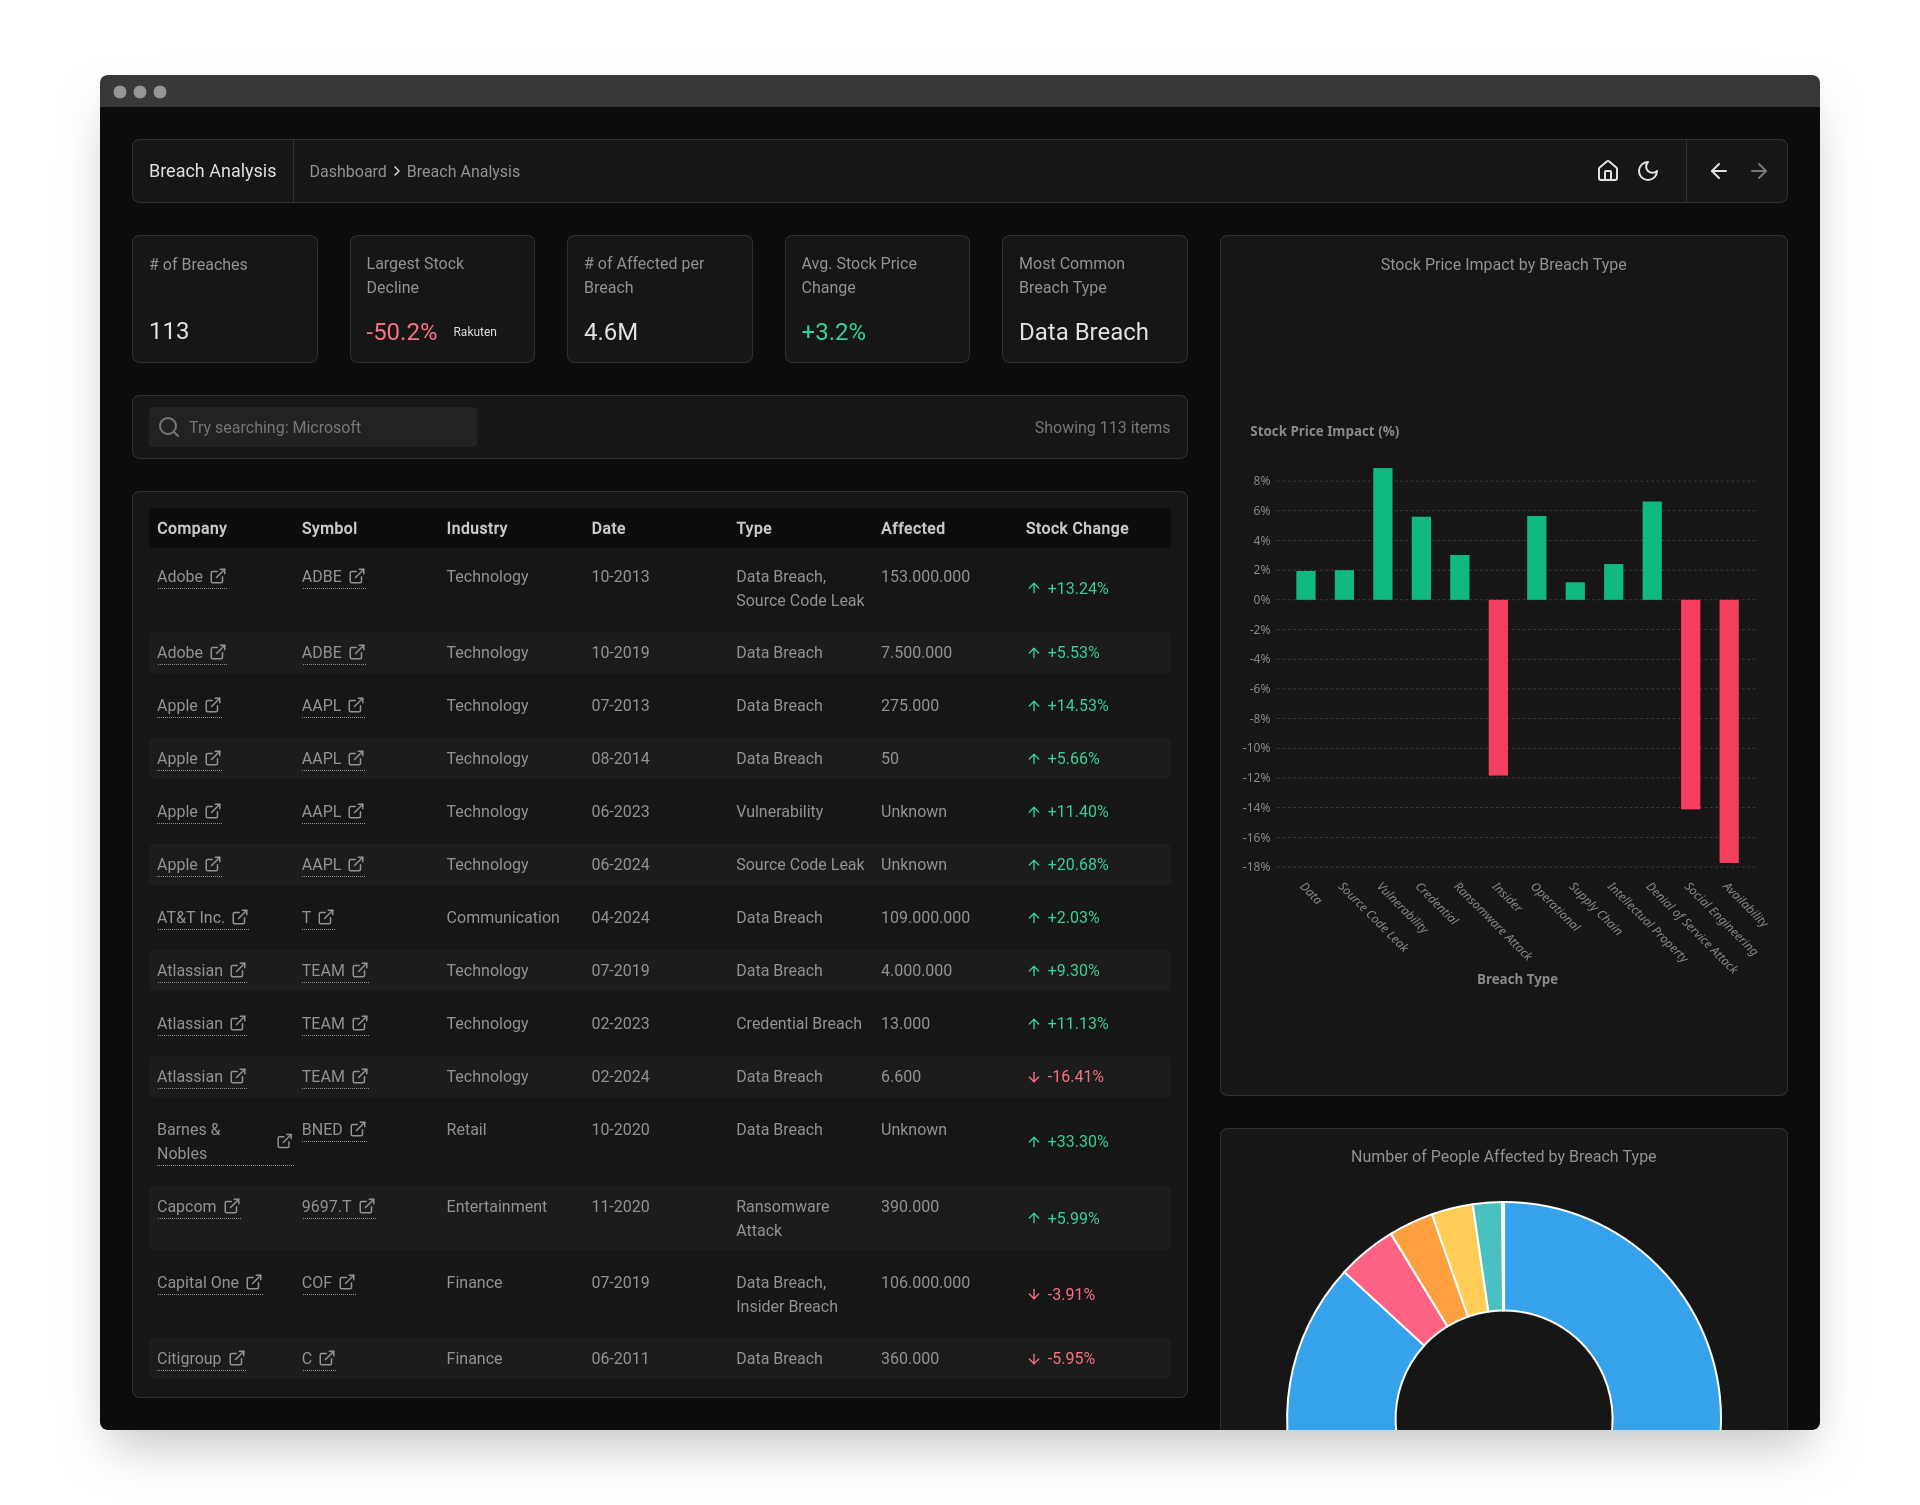 Breach Analysis
Dashboard > Breach Analysis
# of Breaches
113
Largest Stock
Decline
-50.2% Rakuten
# of Affected per
Breach
4.6M
Avg. Stock Price
Change
+3.2%
Most Common
Breach Type
Data Breach
Try searching: Microsoft
Showing 113 items
Company Symbol Industry Date Type Affected Stock Change
Adobe ADBE Technology 10-2013 Data Breach, 153.000.000 +13.24%
Source Code Leak
Adobe ADBE Technology 10-2019 Data Breach 7.500.000 +5.53%
Apple AAPL Technology 07-2013 Data Breach 275.000 +14.53%
Apple AAPL Technology 08-2014 Data Breach 50 +5.66%
Apple AAPL Technology 06-2023 Vulnerability Unknown +11.40%
Apple AAPL Technology 06-2024 Source Code Leak Unknown +20.68%
AT&T Inc. T Communication 04-2024 Data Breach 109.000.000 +2.03%
Atlassian TEAM Technology 07-2019 Data Breach 4.000.000 +9.30%
Atlassian TEAM Technology 02-2023 Credential Breach 13.000 +11.13%
Atlassian TEAM Technology 02-2024 Data Breach 6.600 -16.41%
Barnes & BNED Retail 10-2020 Data Breach Unknown +33.30%
Nobles
Capcom 9697.T Entertainment 11-2020 Ransomware 390.000 +5.99%
Attack
Capital One COF Finance 07-2019 Data Breach, 106.000.000 -3.91%
Insider Breach
Citigroup C Finance 06-2011 Data Breach 360.000 -5.95%
Stock Price Impact by Breach Type
Stock Price Impact (%)
8%
6%
4%
2%
0%
-2%
-4%
-6%
-8%
-10%
-12%
-14%
-16%
-18%
Data
Source Code Leak
Vulnerability
Credential
Ransomware Attack
Insider
Operational
Supply Chain
Intellectual Property
Denial of Service Attack
Social Engineering
Availability
Breach Type
Number of People Affected by Breach Type